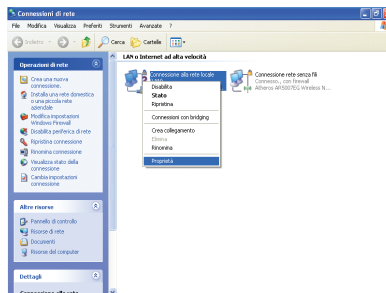 Connessioni di rete
File Modifica Visualizza Preferiti Strumenti Avanzate ?
Indietro Cerca Cartelle
Operazioni di rete
Crea una nuova connessione.
Installa una rete domestica o una piccola rete aziendale
Modifica impostazioni Windows Firewall
Disabilita periferica di rete
Ripristina connessione
Rinomina connessione
Visualizza stato della connessione
Cambia impostazioni connessione
Altre risorse
Pannello di controllo
Risorse di rete
Documenti
Risorse del computer
Dettagli
LAN o Internet ad alta velocità
Connessione alla rete locale
Disabilita
Stato
Ripristina
Connessioni con bridging
Crea collegamento
Elimina
Rinomina
Proprietà
Connessione rete senza fili
Connesso, con firewall
Atheros AR5007EG Wireless N...